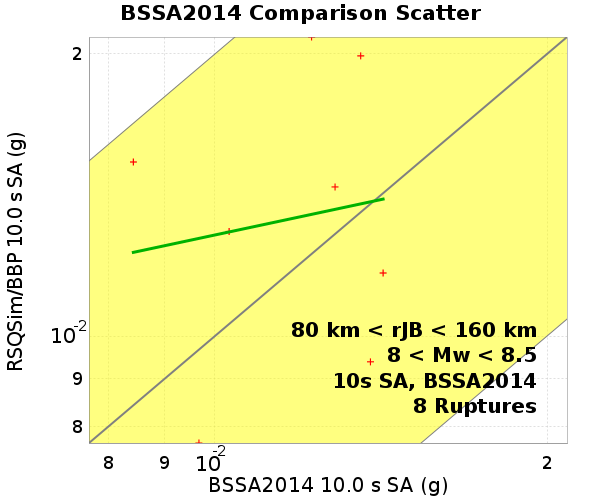 BSSA2014 Comparison Scatter
RSQSim/BBP 10.0 s SA (g)
2
10⁻²
9
8
80 km < rJB < 160 km
8 < Mw < 8.5
10s SA, BSSA2014
8 Ruptures
8 9 10⁻² 2
BSSA2014 10.0 s SA (g)